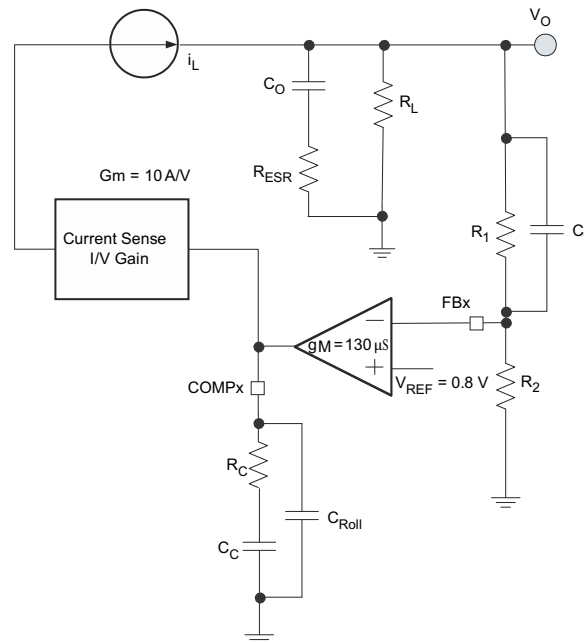 V_O
i_L
C_O
R_L
R_ESR
Gm = 10 A/V
Current Sense
I/V Gain
R_1
C
FBx
g_M = 130 µS
V_REF = 0.8 V
R_2
COMPx
R_C
C_Roll
C_C